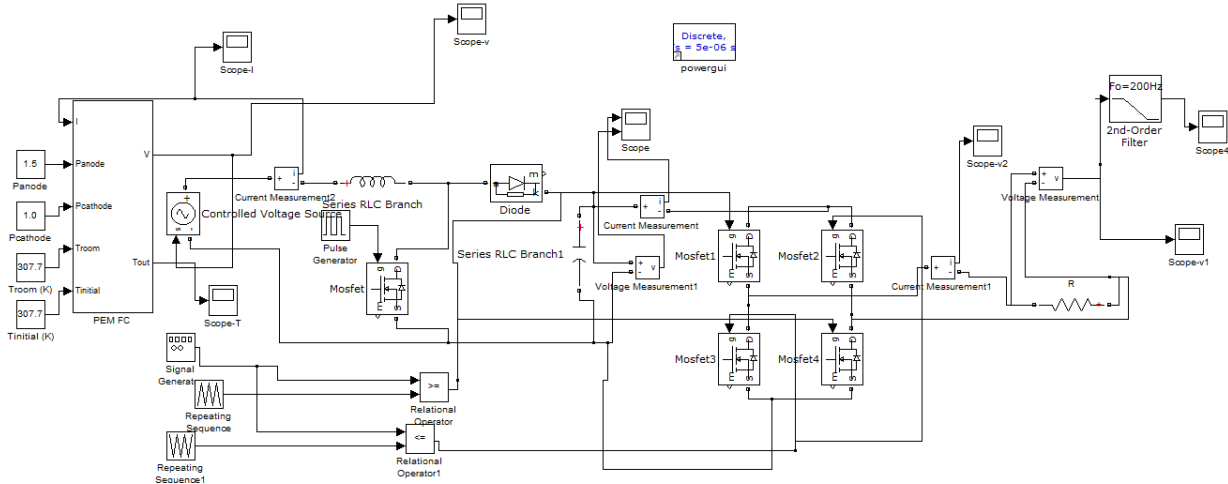 Scope-v
Scope-I
Discrete,
s = 5e-06 s
powergui
I
V
Panode
Pcathode
Troom
Tout
Tinitial
PEM FC
1.5
Panode
1.0
Pcathode
307.7
Troom (K)
307.7
Tinitial (K)
Scope-T
+
-
s
Controlled Voltage Source
+
-
i
Current Measurement2
+
Series RLC Branch
Pulse
Generator
g
D
m
S
Mosfet
m
a
k
Diode
Scope
+
Series RLC Branch1
+
-
i
Current Measurement
+
-
v
Voltage Measurement1
g
D
m
S
Mosfet1
g
D
m
S
Mosfet2
g
D
m
S
Mosfet3
g
D
m
S
Mosfet4
+
-
i
Current Measurement1
Scope-v2
+
-
v
Voltage Measurement
Fo=200Hz
2nd-Order
Filter
Scope4
Scope-v1
R
+
Signal
Generat
Repeating
Sequence
Repeating
Sequence1
>=
Relational
Operator
<=
Relational
Operator1